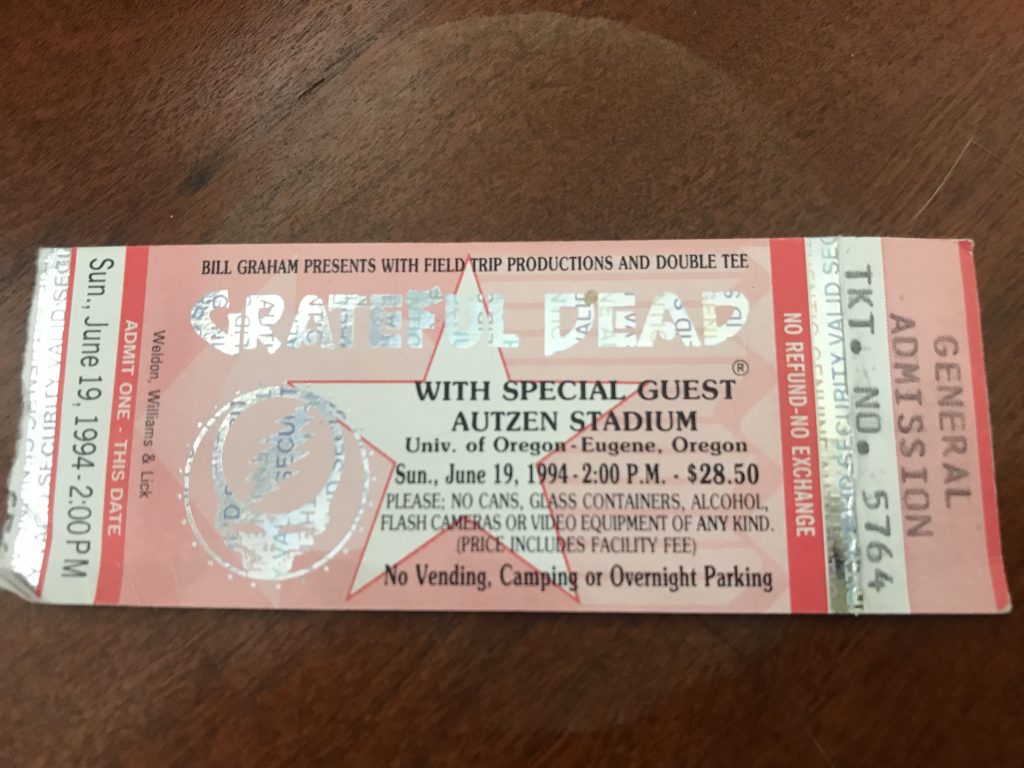 Sun., June 19, 1994 - 2:00 PM
ADMIT ONE - THIS DATE
Weldon, Williams & Lick
BILL GRAHAM PRESENTS WITH FIELD TRIP PRODUCTIONS AND DOUBLE TEE
GRATEFUL DEAD
®
WITH SPECIAL GUEST
AUTZEN STADIUM
Univ. of Oregon - Eugene, Oregon
Sun., June 19, 1994 - 2:00 P.M. - $28.50
PLEASE; NO CANS, GLASS CONTAINERS, ALCOHOL,
FLASH CAMERAS OR VIDEO EQUIPMENT OF ANY KIND.
(PRICE INCLUDES FACILITY FEE)
No Vending, Camping or Overnight Parking
NO REFUND-NO EXCHANGE
TKT. NO. 5764
GENERAL
ADMISSION